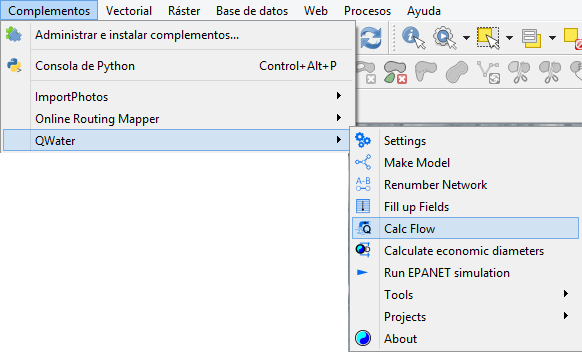 Complementos Vectorial Ráster Base de datos Web Procesos Ayuda
Administrar e instalar complementos...
Consola de Python Control+Alt+P
ImportPhotos
Online Routing Mapper
QWater
Settings
Make Model
A-B Renumber Network
Fill up Fields
Q Calc Flow
Calculate economic diameters
Run EPANET simulation
Tools
Projects
About